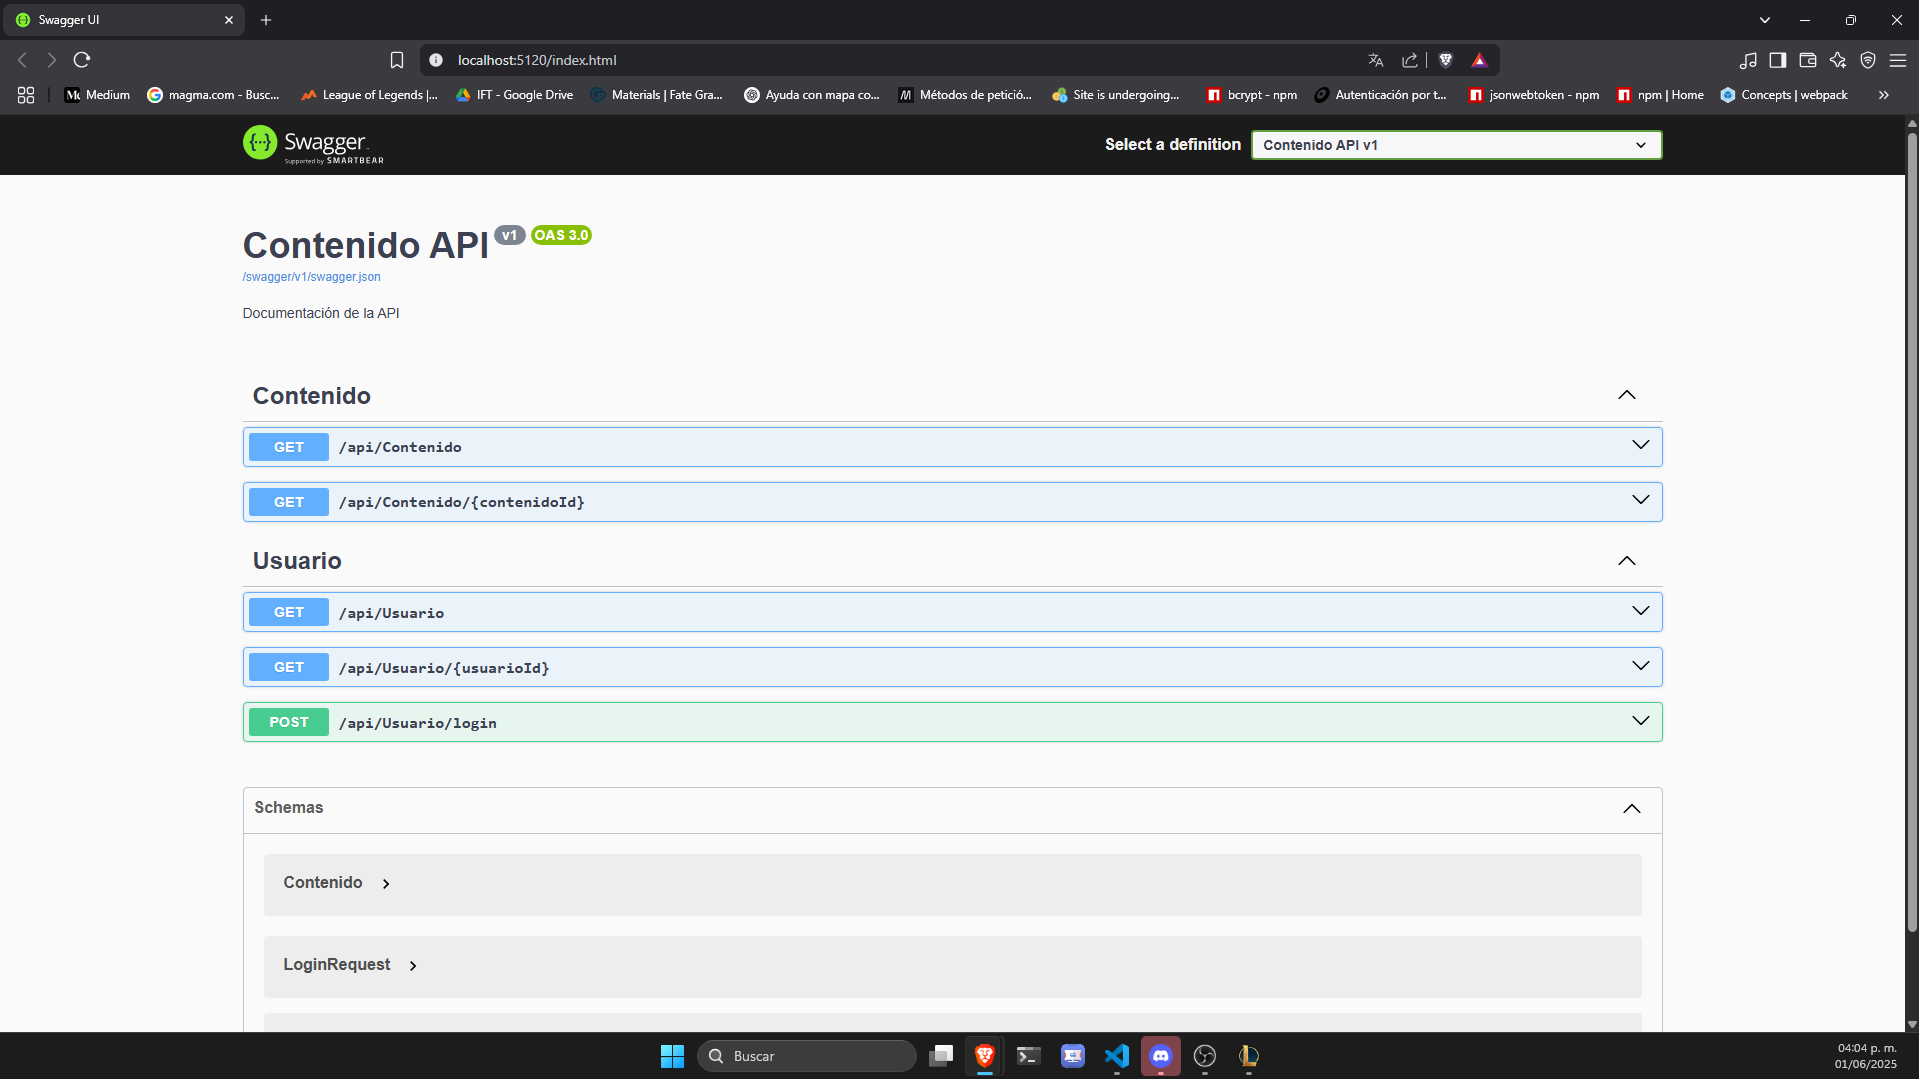 Swagger UI
localhost:5120/index.html
Medium
magma.com - Busc...
League of Legends |...
IFT - Google Drive
Materials | Fate Gra...
Ayuda con mapa co...
Métodos de petició...
Site is undergoing...
bcrypt - npm
Autenticación por t...
jsonwebtoken - npm
npm | Home
Concepts | webpack
Swagger
Supported by SMARTBEAR
Select a definition
Contenido API v1
Contenido API v1 OAS 3.0
/swagger/v1/swagger.json
Documentación de la API
Contenido
GET /api/Contenido
GET /api/Contenido/{contenidoId}
Usuario
GET /api/Usuario
GET /api/Usuario/{usuarioId}
POST /api/Usuario/login
Schemas
Contenido
LoginRequest
Buscar
04:04 p. m.
01/06/2025